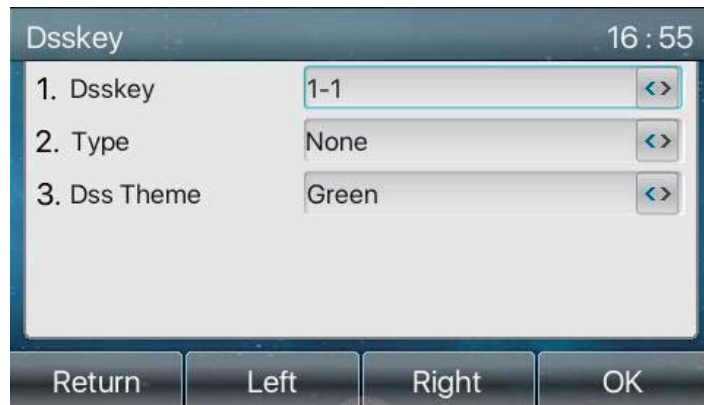 Dsskey 16:55
1. Dsskey 1-1 <>
2. Type None <>
3. Dss Theme Green <>
Return Left Right OK